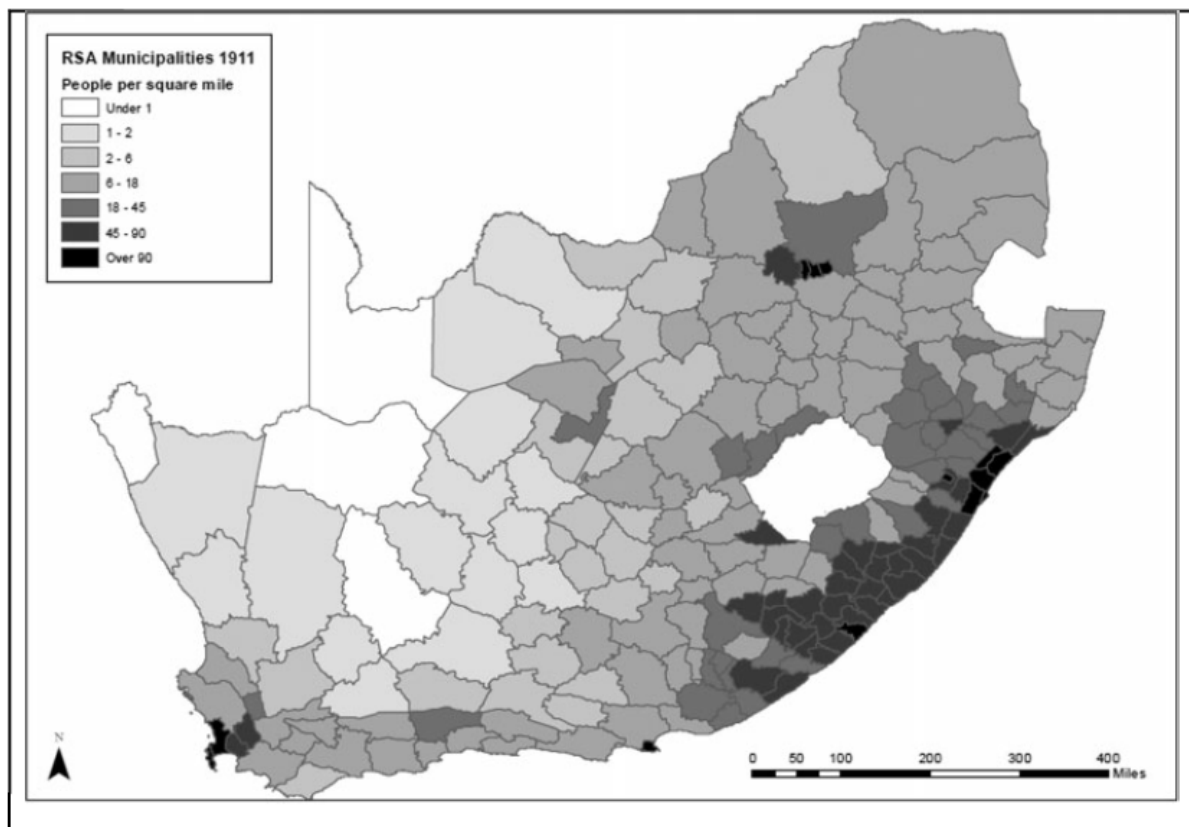 RSA Municipalities 1911
People per square mile
Under 1
1 - 2
2 - 6
6 - 18
18 - 45
45 - 90
Over 90
N
0 50 100 200 300 400
Miles